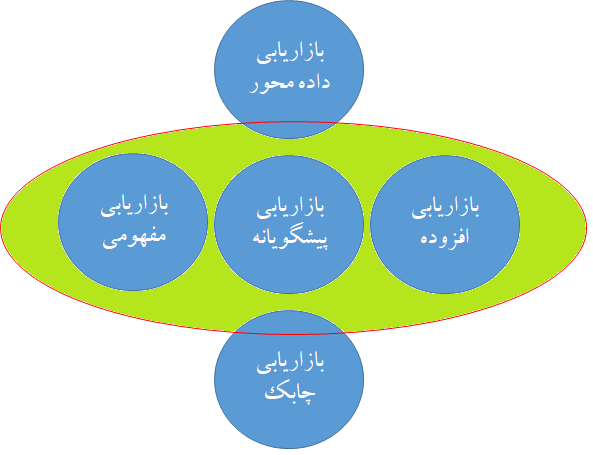 بازاریابی
داده محور
بازاریابی
افزوده
بازاریابی
پیشگویانه
بازاریابی
مفهومی
بازاریابی
چابک